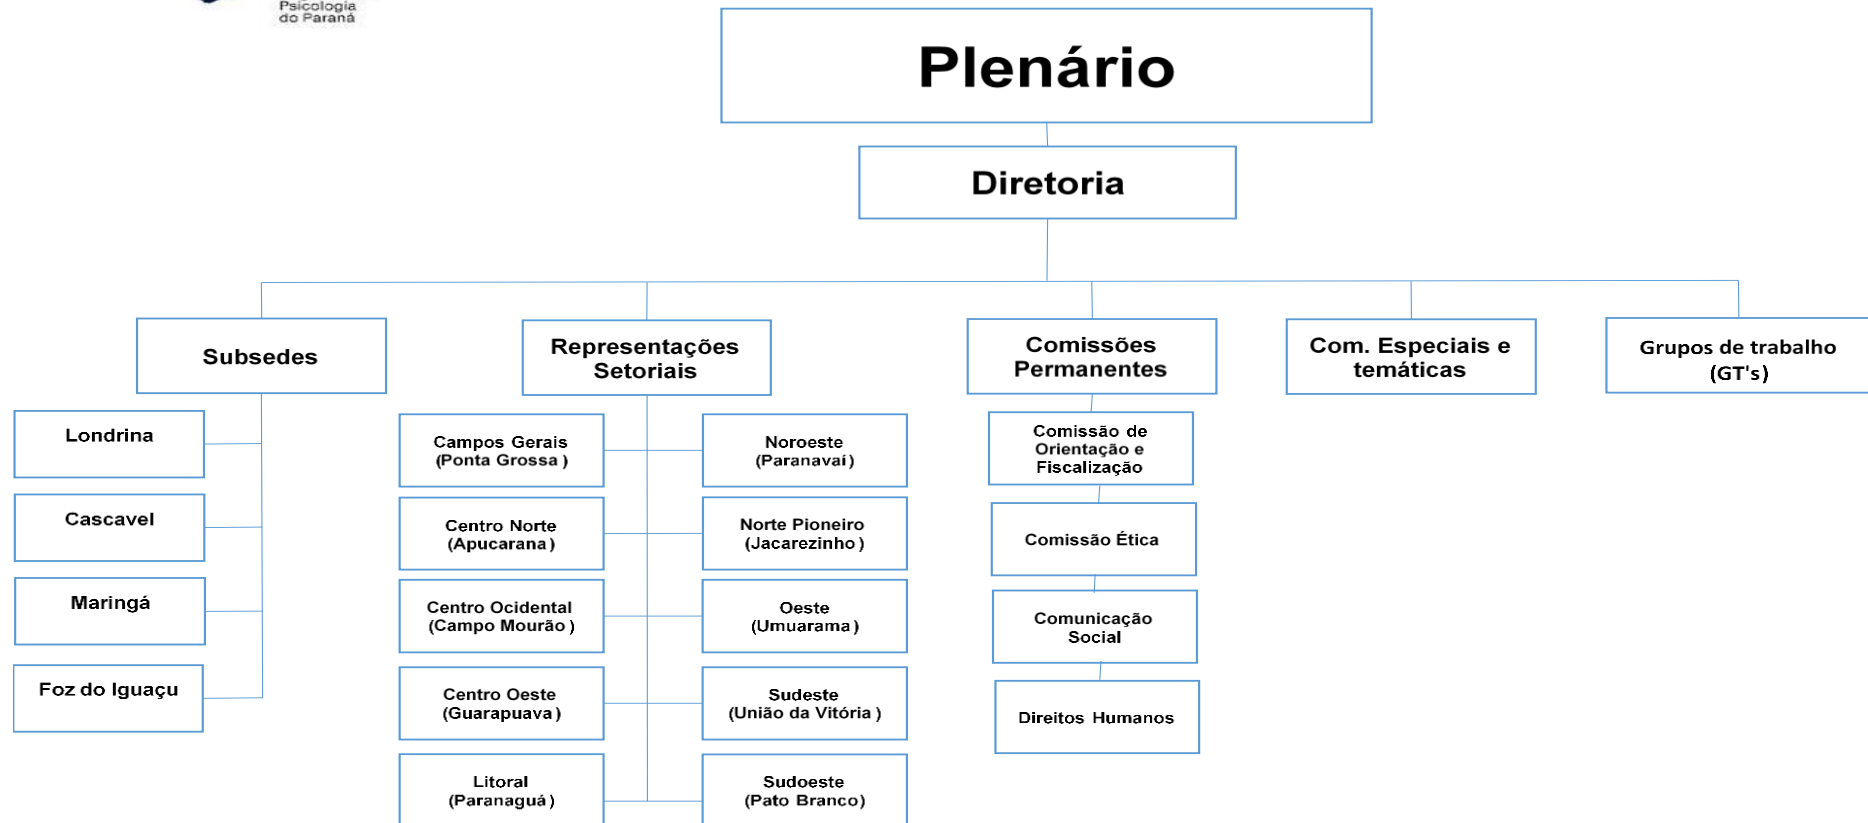 Psicologia
do Paraná
Plenário
Diretoria
Subsedes
Representações
Setoriais
Comissões
Permanentes
Com. Especiais e
temáticas
Grupos de trabalho
(GT's)
Londrina
Cascavel
Maringá
Foz do Iguaçu
Campos Gerais
(Ponta Grossa)
Centro Norte
(Apucarana)
Centro Ocidental
(Campo Mourão)
Centro Oeste
(Guarapuava)
Litoral
(Paranaguá)
Noroeste
(Paranavaí)
Norte Pioneiro
(Jacarezinho)
Oeste
(Umuarama)
Sudeste
(União da Vitória)
Sudoeste
(Pato Branco)
Comissão de
Orientação e
Fiscalização
Comissão Ética
Comunicação
Social
Direitos Humanos